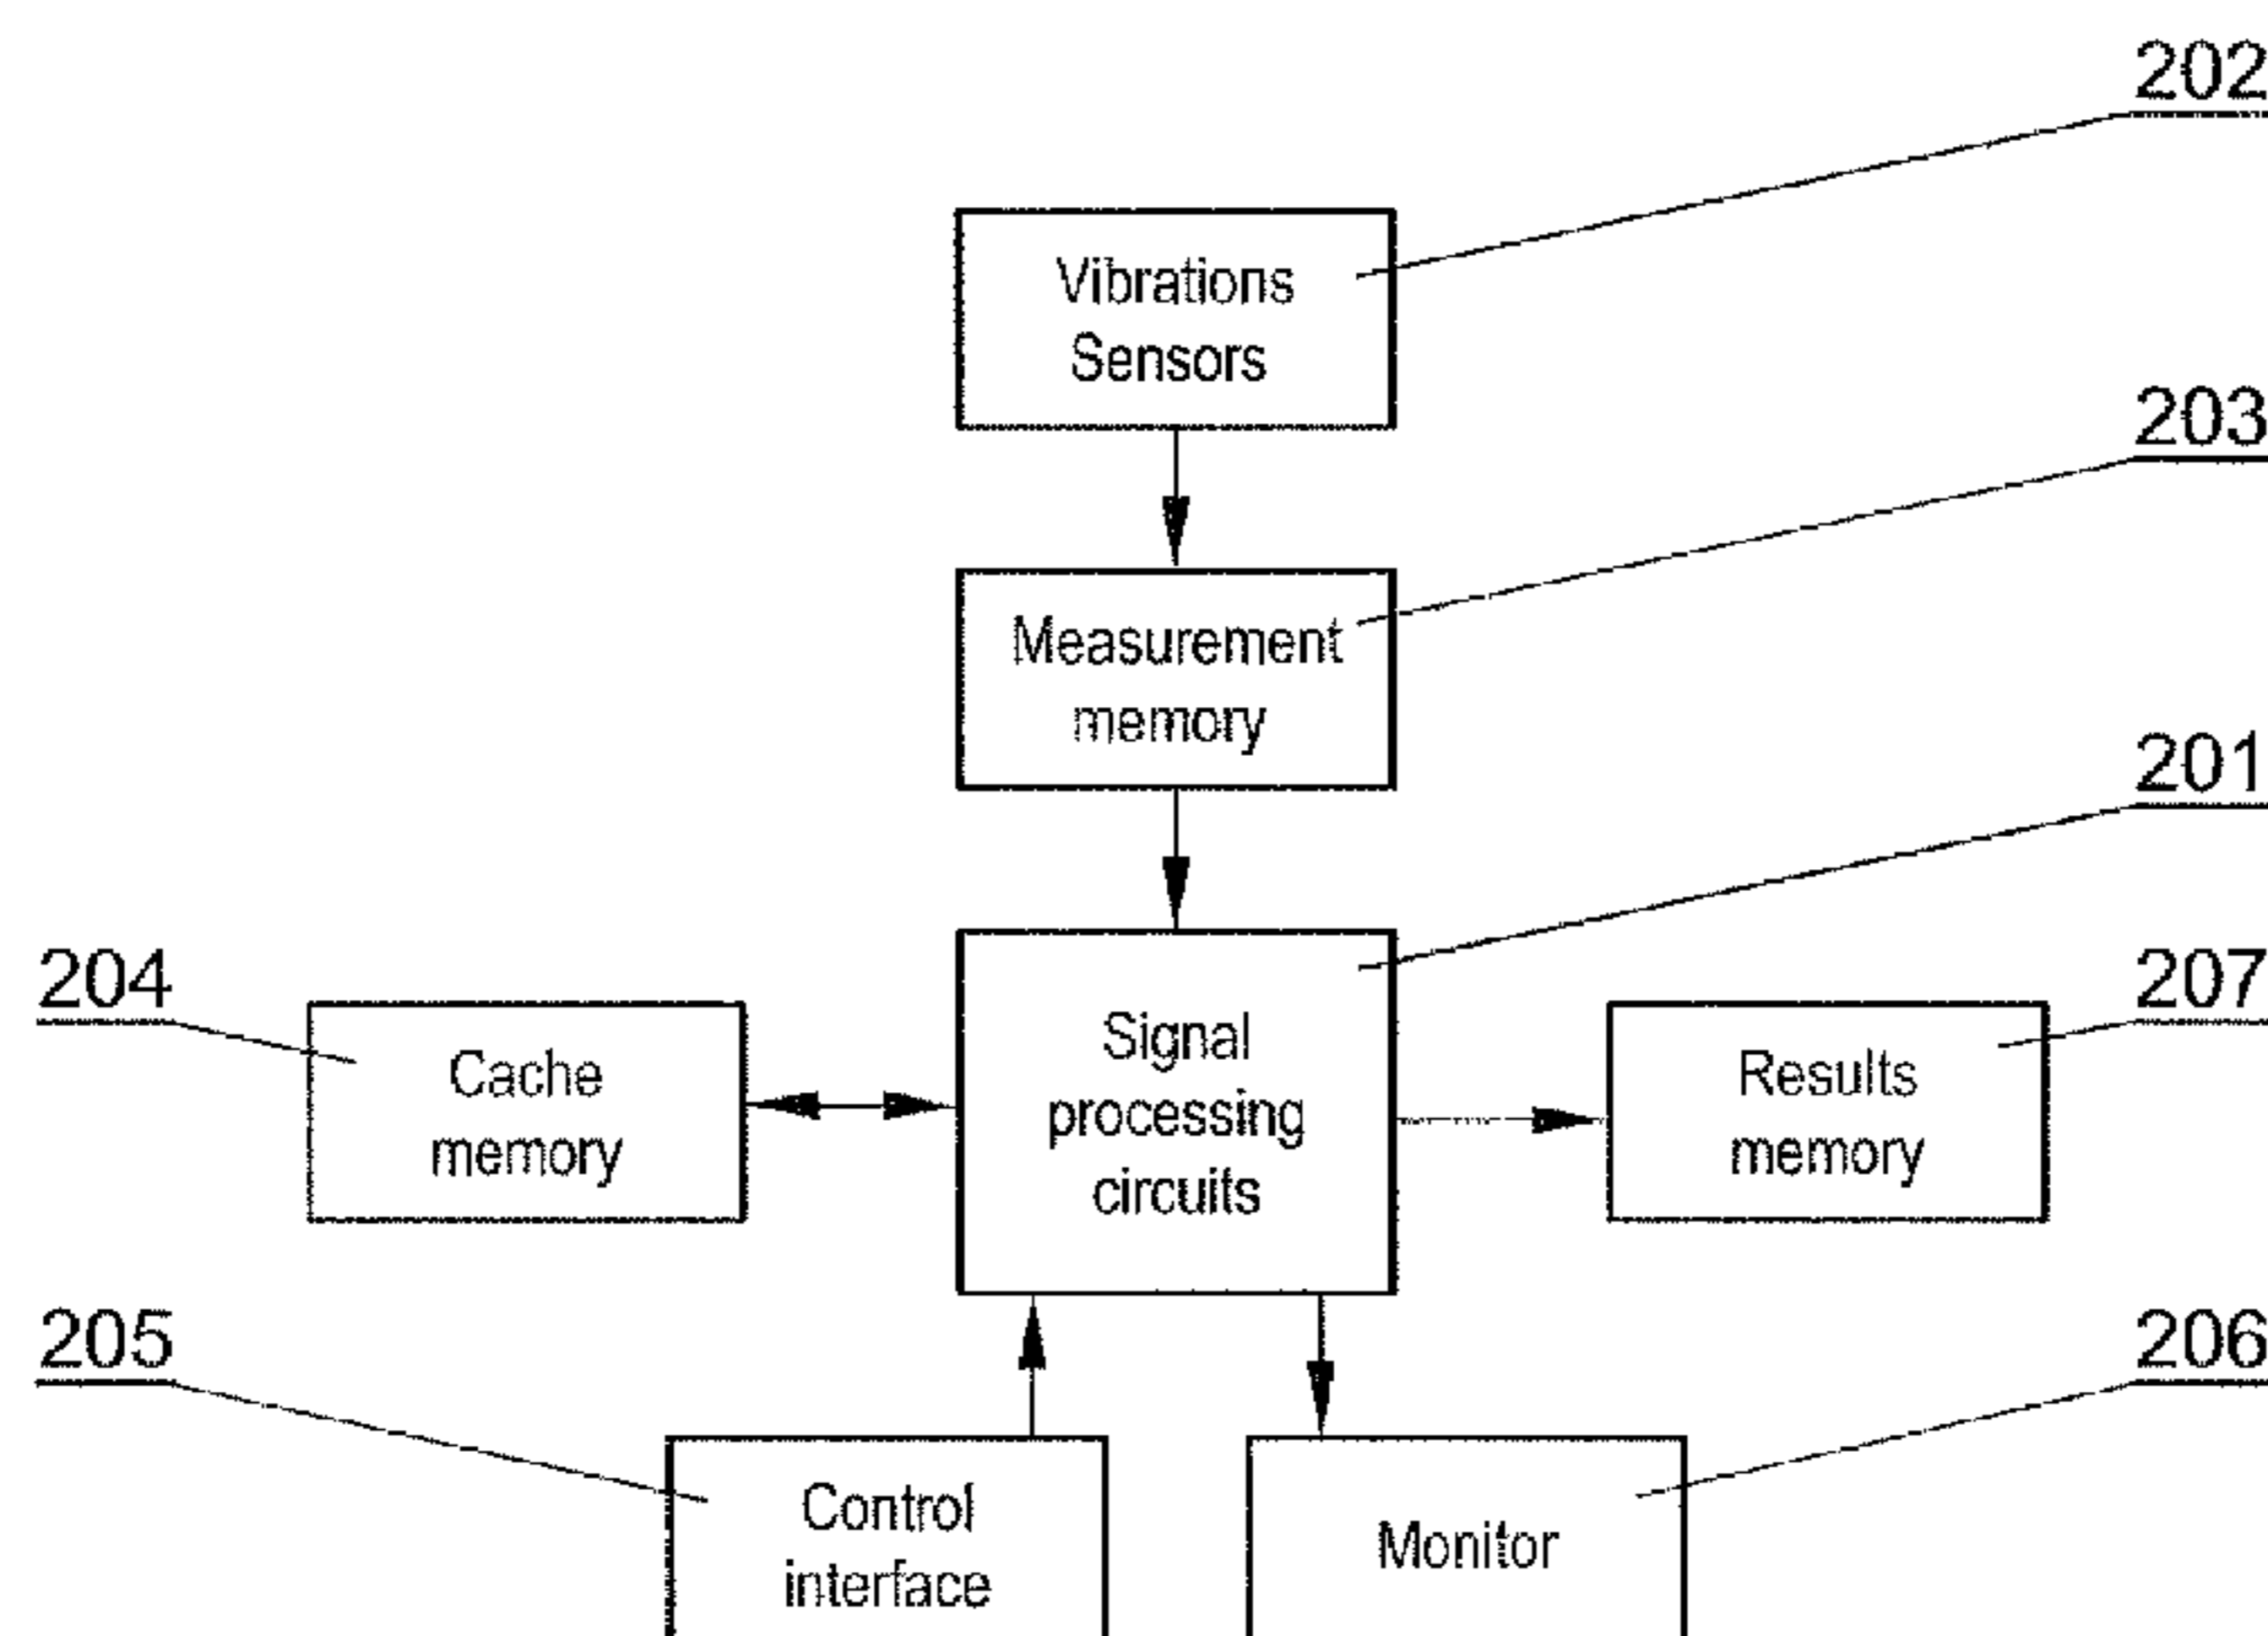 202
Vibrations
Sensors
203
Measurement
memory
201
204
Cache
memory
Signal
processing
circuits
207
Results
memory
205
Control
interface
206
Monitor